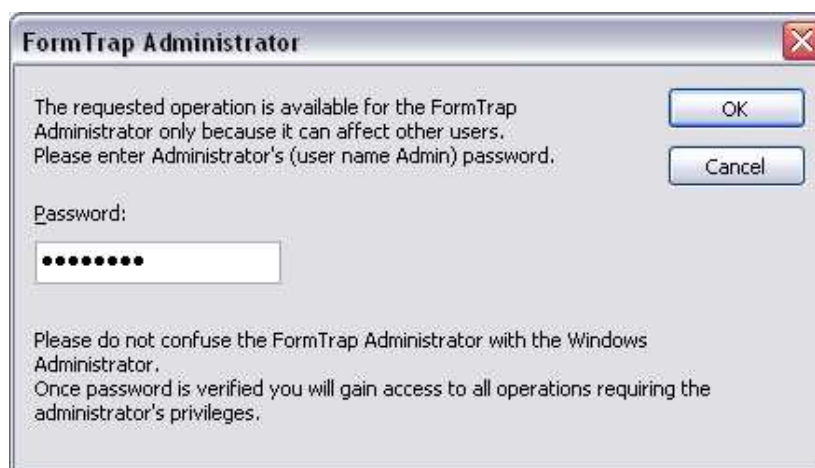 FormTrap Administrator
The requested operation is available for the FormTrap
Administrator only because it can affect other users.
Please enter Administrator's (user name Admin) password.
OK
Cancel
Password:
••••••••
Please do not confuse the FormTrap Administrator with the Windows
Administrator.
Once password is verified you will gain access to all operations requiring the
administrator's privileges.